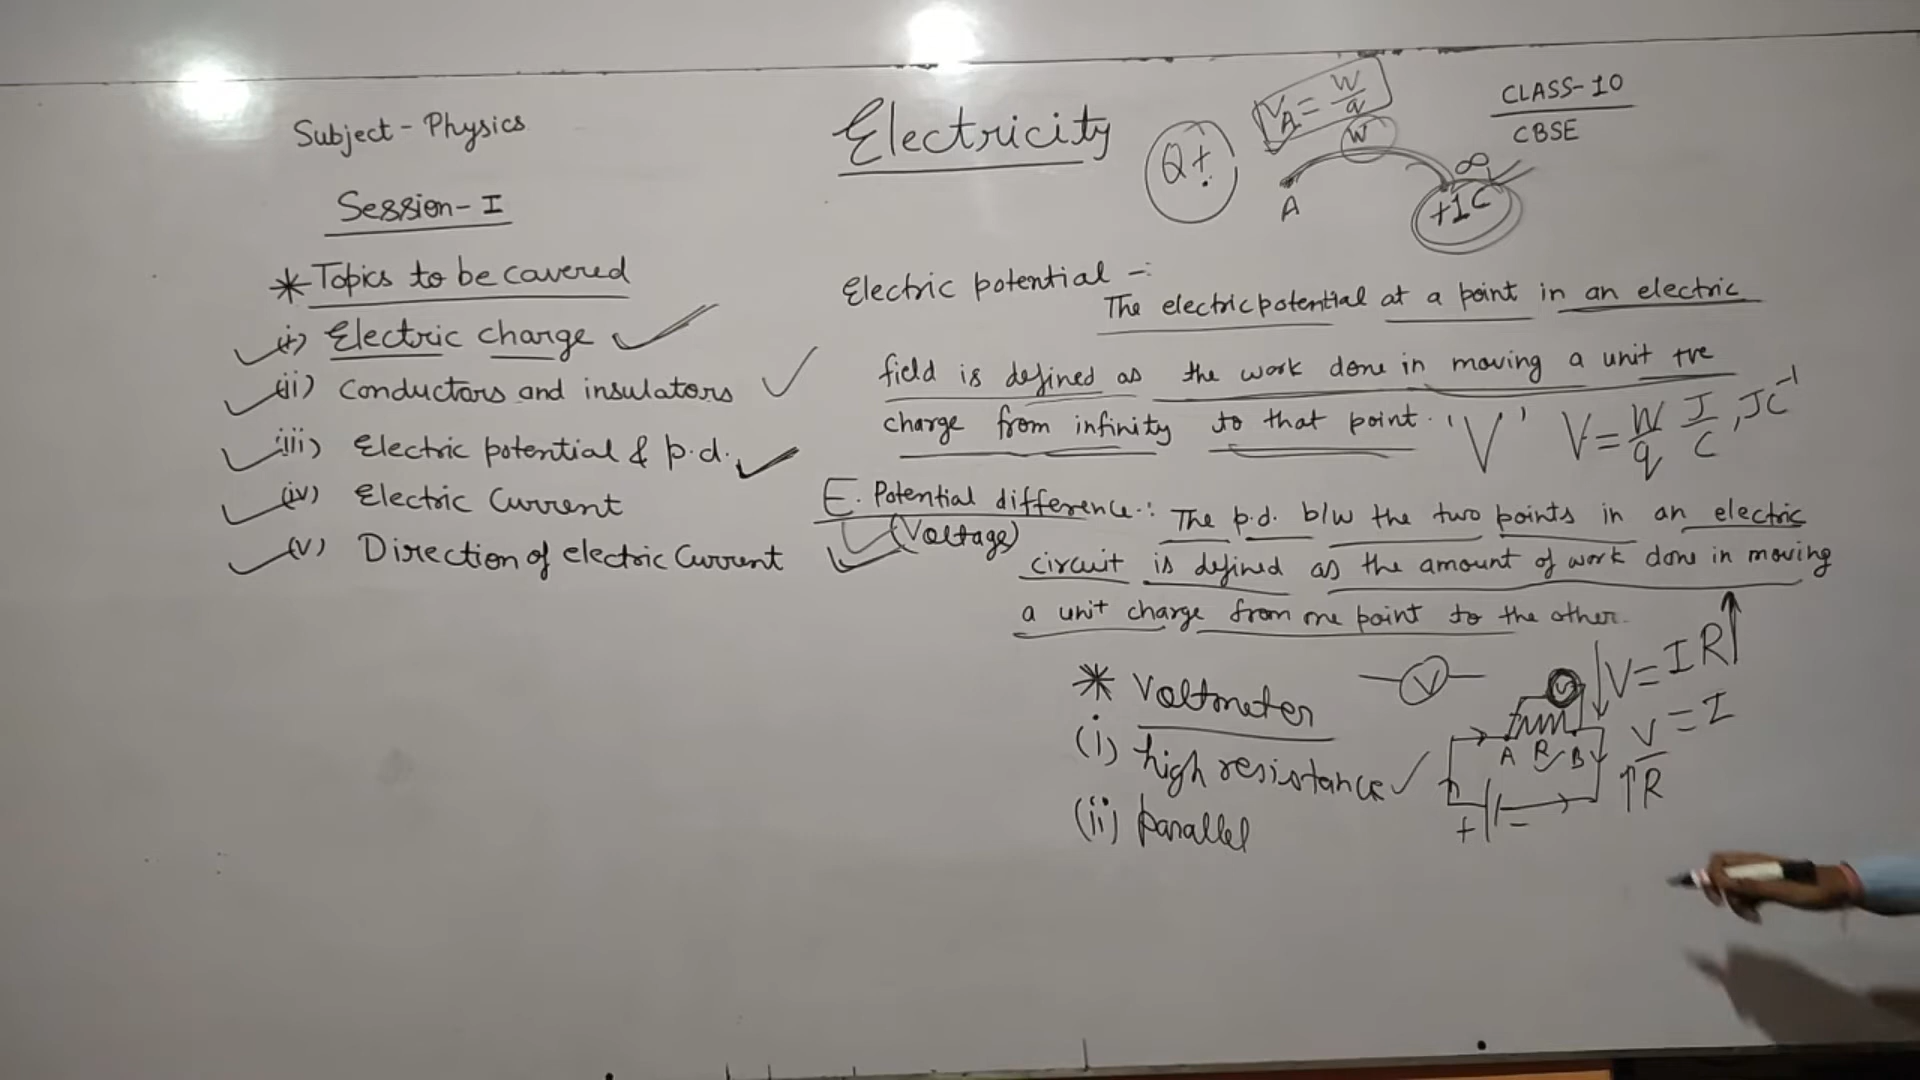 Subject - Physics
Session - I
* Topics to be cavered
(i) Electric charge
(ii) Conductors and insulators
(iii) Electric potential & p.d.
(iv) Electric Current
(v) Direction of electric Current
Electricity
CLASS-10
CBSE
Q+
V_A = W/q
W
A
∞
+1C
Electric potential -:
The electric potential at a point in an electric
field is defined as the work done in moving a unit +ve
charge from infinity to that point. 'V' V = W/q J/C, JC⁻¹
E. Potential difference.: The p.d. b/w the two points in an electric
(Voltage)
circuit is defined as the amount of work done in moving
a unit charge from one point to the other.
* Voltmeter
V
(i) high resistance
(ii) parallel
V
A R B
+ -
V = IR
V/R = I